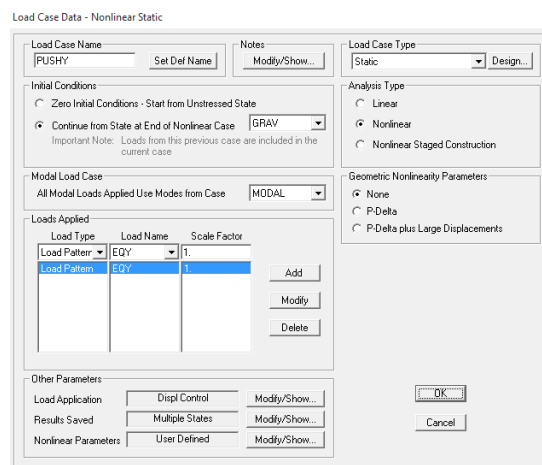 Load Case Data - Nonlinear Static
Load Case Name
PUSHY
Set Def Name
Notes
Modify/Show...
Load Case Type
Static
Design...
Initial Conditions
Zero Initial Conditions - Start from Unstressed State
Continue from State at End of Nonlinear Case
GRAV
Important Note: Loads from this previous case are included in the
current case
Analysis Type
Linear
Nonlinear
Nonlinear Staged Construction
Modal Load Case
All Modal Loads Applied Use Modes from Case
MODAL
Geometric Nonlinearity Parameters
None
P-Delta
P-Delta plus Large Displacements
Loads Applied
Load Type Load Name Scale Factor
Load Pattern EQY 1.
Load Pattern EQY 1.
Add
Modify
Delete
Other Parameters
Load Application Displ Control Modify/Show...
Results Saved Multiple States Modify/Show...
Nonlinear Parameters User Defined Modify/Show...
OK
Cancel